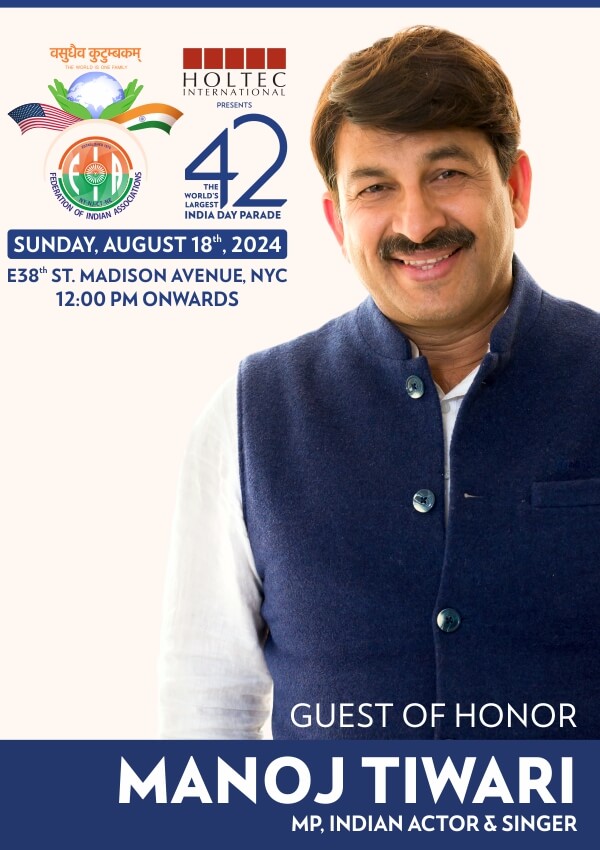 वसुधैव कुटुम्बकम्
THE WORLD IS ONE FAMILY
FIA
FEDERATION OF INDIAN ASSOCIATIONS
HOLTEC
INTERNATIONAL
PRESENTS
42
THE
WORLD'S
LARGEST
INDIA DAY PARADE
SUNDAY, AUGUST 18th, 2024
E38th ST. MADISON AVENUE, NYC
12:00 PM ONWARDS
GUEST OF HONOR
MANOJ TIWARI
MP, INDIAN ACTOR & SINGER